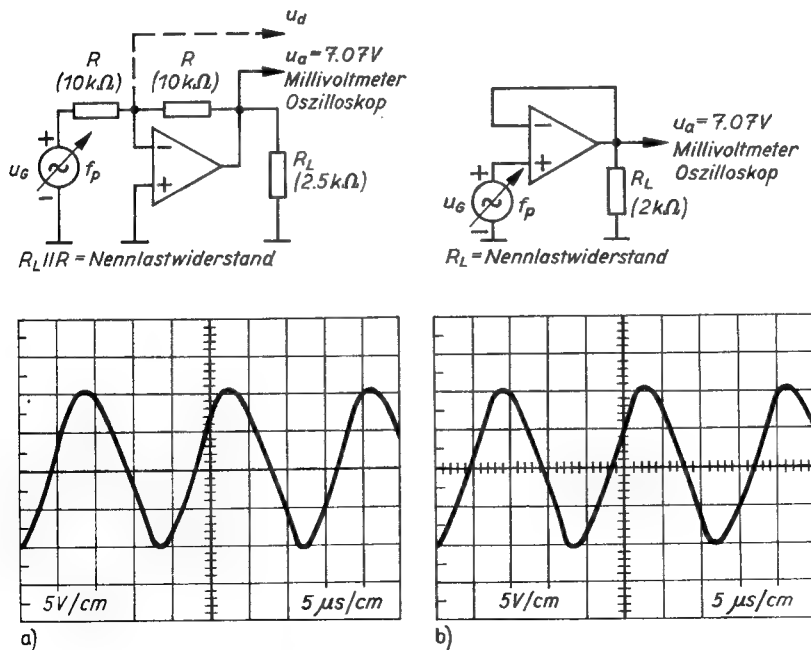 u_d
R
(10kΩ)
R
(10kΩ)
u_a=7.07V
Millivoltmeter
Oszilloskop
+
−
u_G
f_p
−
+
R_L
(2.5kΩ)
R_L||R = Nennlastwiderstand
−
+
u_a=7.07V
Millivoltmeter
Oszilloskop
+
u_G
f_p
−
R_L
(2kΩ)
R_L = Nennlastwiderstand
5V/cm
5 μs/cm
a)
5V/cm
5 μs/cm
b)